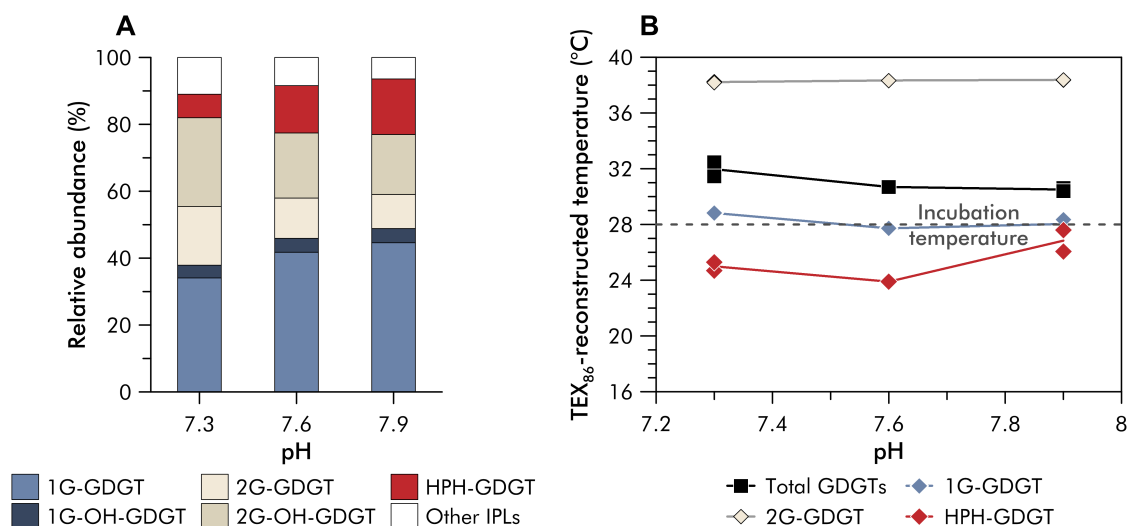 A
Relative abundance (%)
100
80
60
40
20
0
7.3
7.6
7.9
pH
1G-GDGT
2G-GDGT
HPH-GDGT
1G-OH-GDGT
2G-OH-GDGT
Other IPLs
B
TEX86-reconstructed temperature (°C)
40
36
32
28
24
20
16
Incubation
temperature
7.2
7.4
7.6
7.8
8
pH
Total GDGTs
1G-GDGT
2G-GDGT
HPH-GDGT